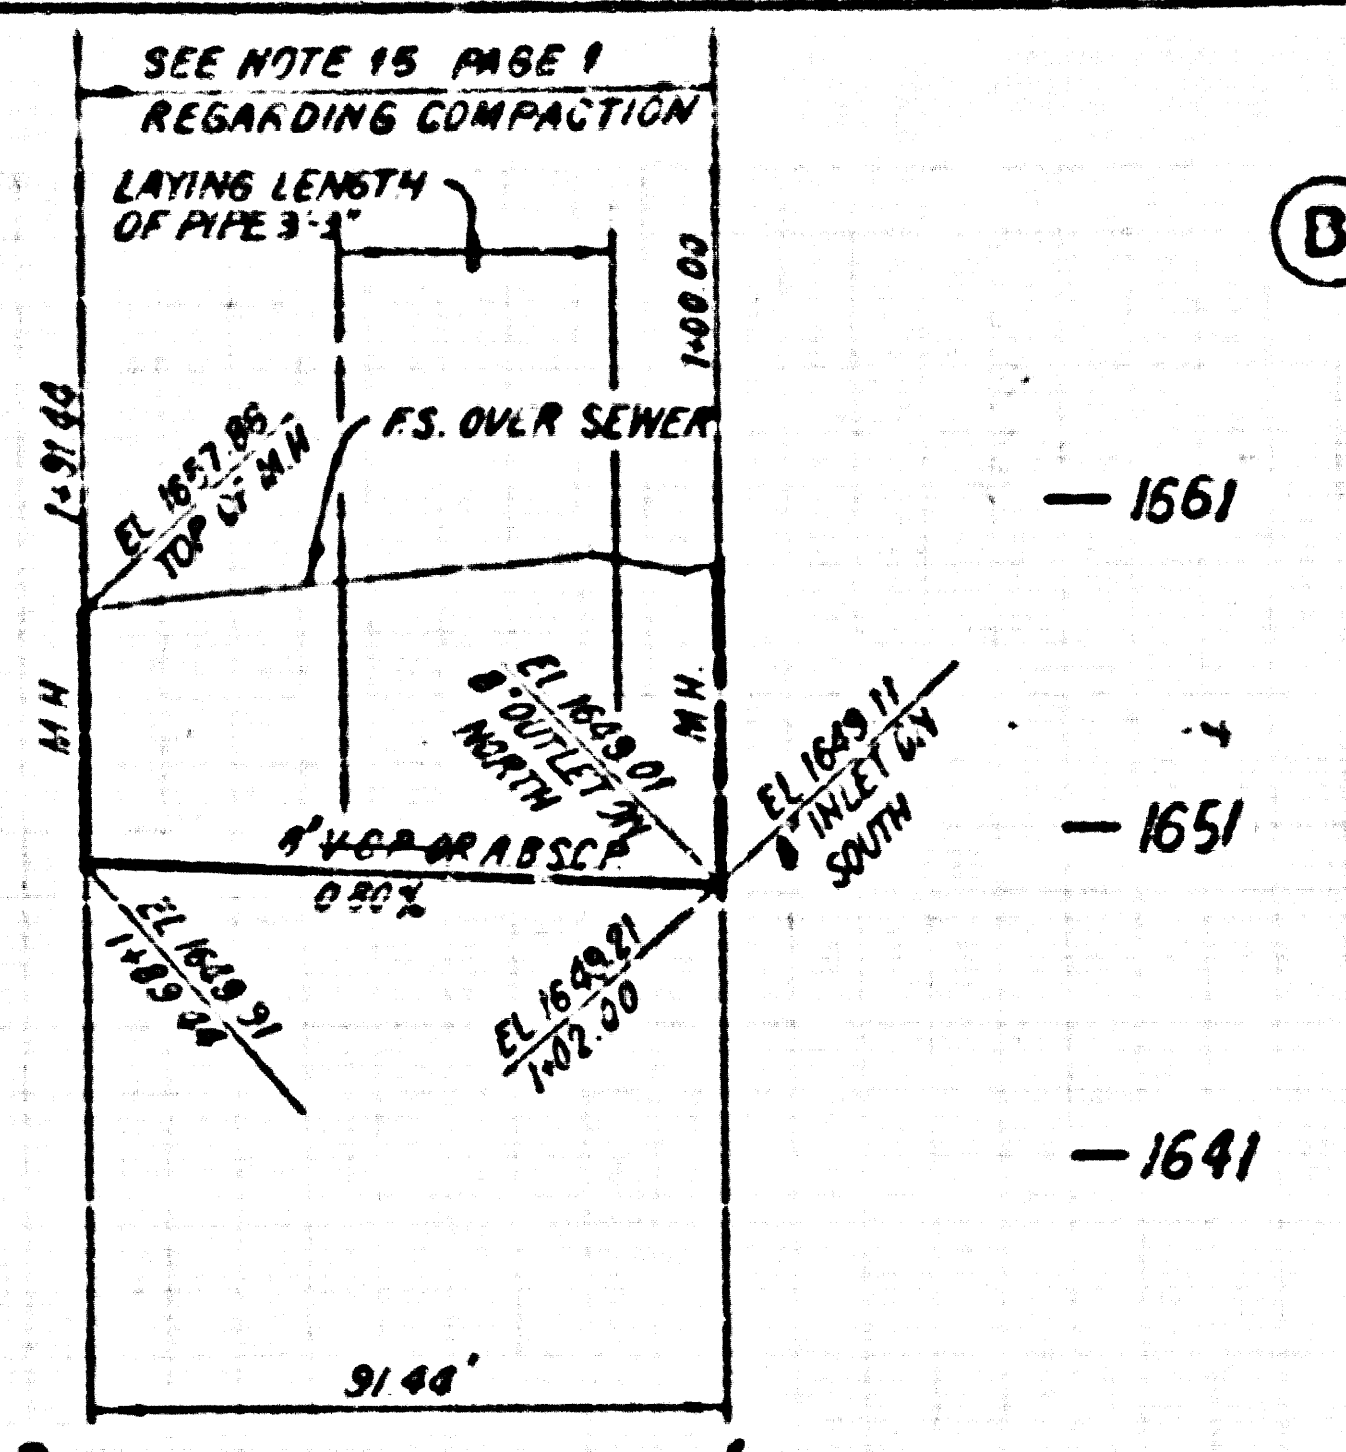 SEE NOTE 15 PAGE 1
REGARDING COMPACTION
LAYING LENGTH
OF PIPE 3'-3"
B
1+00.00
1+91 44
F.S. OVER SEWER
EL 1657.86
TOP OF M.H
1661
M H
M H.
EL 1649 01
8" OUTLET ON
NORTH
EL 1649.11
8" INLET ON
SOUTH
1651
V C P OR A B S C P
0 80%
EL 1649 91
1+89 44
EL 1649.21
1+02.00
1641
91 44'